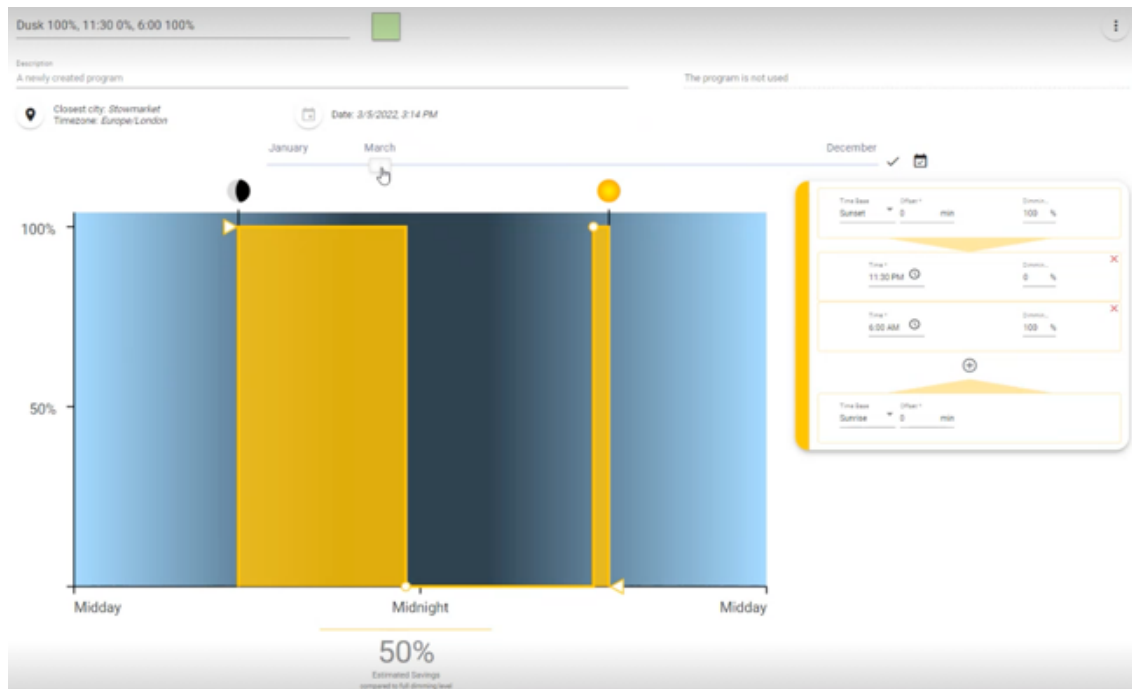 Dusk 100%, 11:30 0%, 6:00 100%
Description
A newly created program
The program is not used
Closest city: Stowmarket
Timezone: Europe/London
Date: 3/5/2022, 3:14 PM
January March December
100%
50%
Midday Midnight Midday
50%
Estimated Savings
compared to full dimming level
Time Base Offset * Dimmin...
Sunset 0 min 100 %
Time * Dimmin...
11:30 PM 0 %
Time * Dimmin...
6:00 AM 100 %
Time Base Offset *
Sunrise 0 min